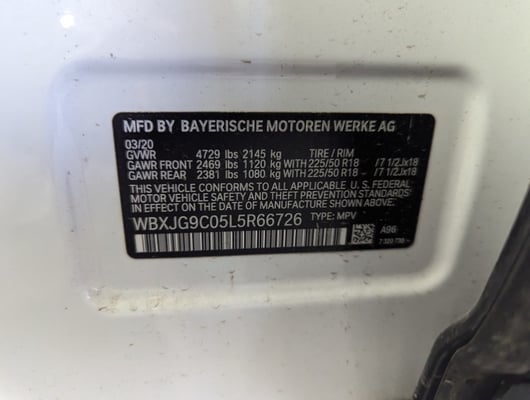 MFD BY BAYERISCHE MOTOREN WERKE AG
03/20
GVWR 4729 lbs 2145 kg TIRE / RIM
GAWR FRONT 2469 lbs 1120 kg WITH 225/50 R18 - /7 1/2Jx18
GAWR REAR 2381 lbs 1080 kg WITH 225/50 R18 - /7 1/2Jx18
THIS VEHICLE CONFORMS TO ALL APPLICABLE U. S. FEDERAL
MOTOR VEHICLE SAFETY, BUMPER, AND THEFT PREVENTION STANDARDS
IN EFFECT ON THE DATE OF MANUFACTURE SHOWN ABOVE.
WBXJG9C05L5R66726 TYPE: MPV
A96